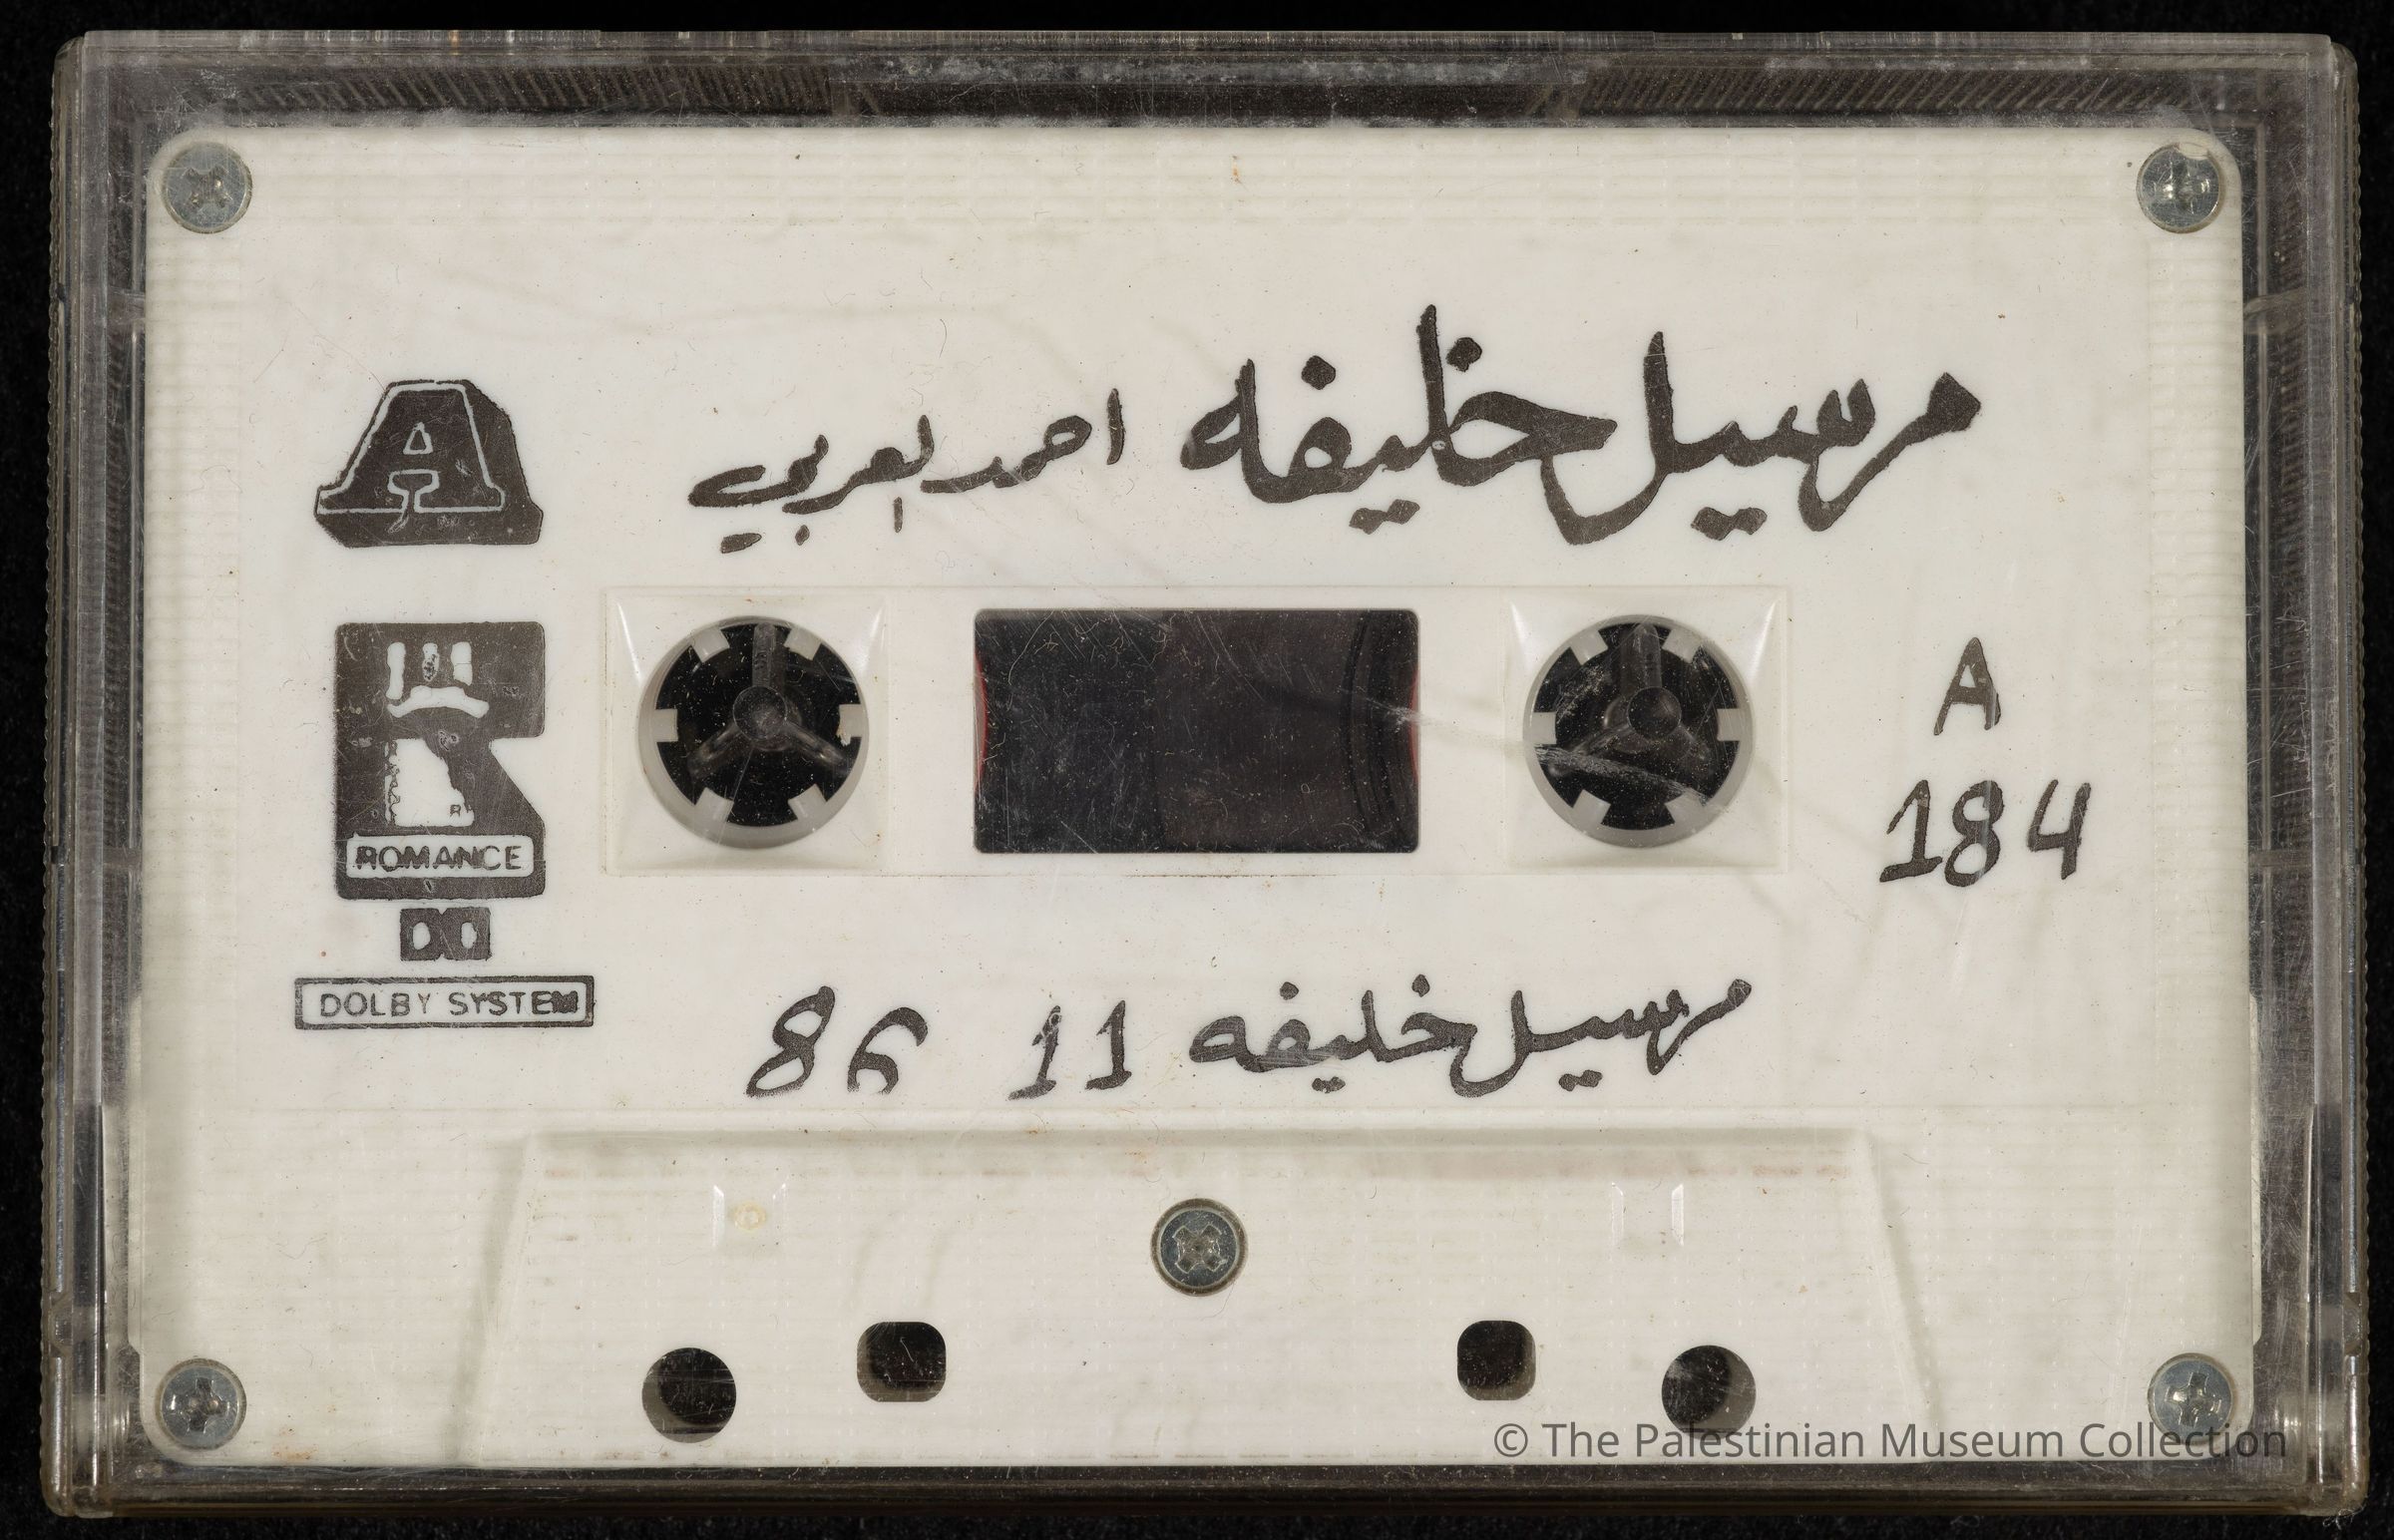 مرسيل خليفه احمد العربي
A
A
184
ROMANCE
DOLBY SYSTEM
مرسيل خليفه 11 86
© The Palestinian Museum Collection